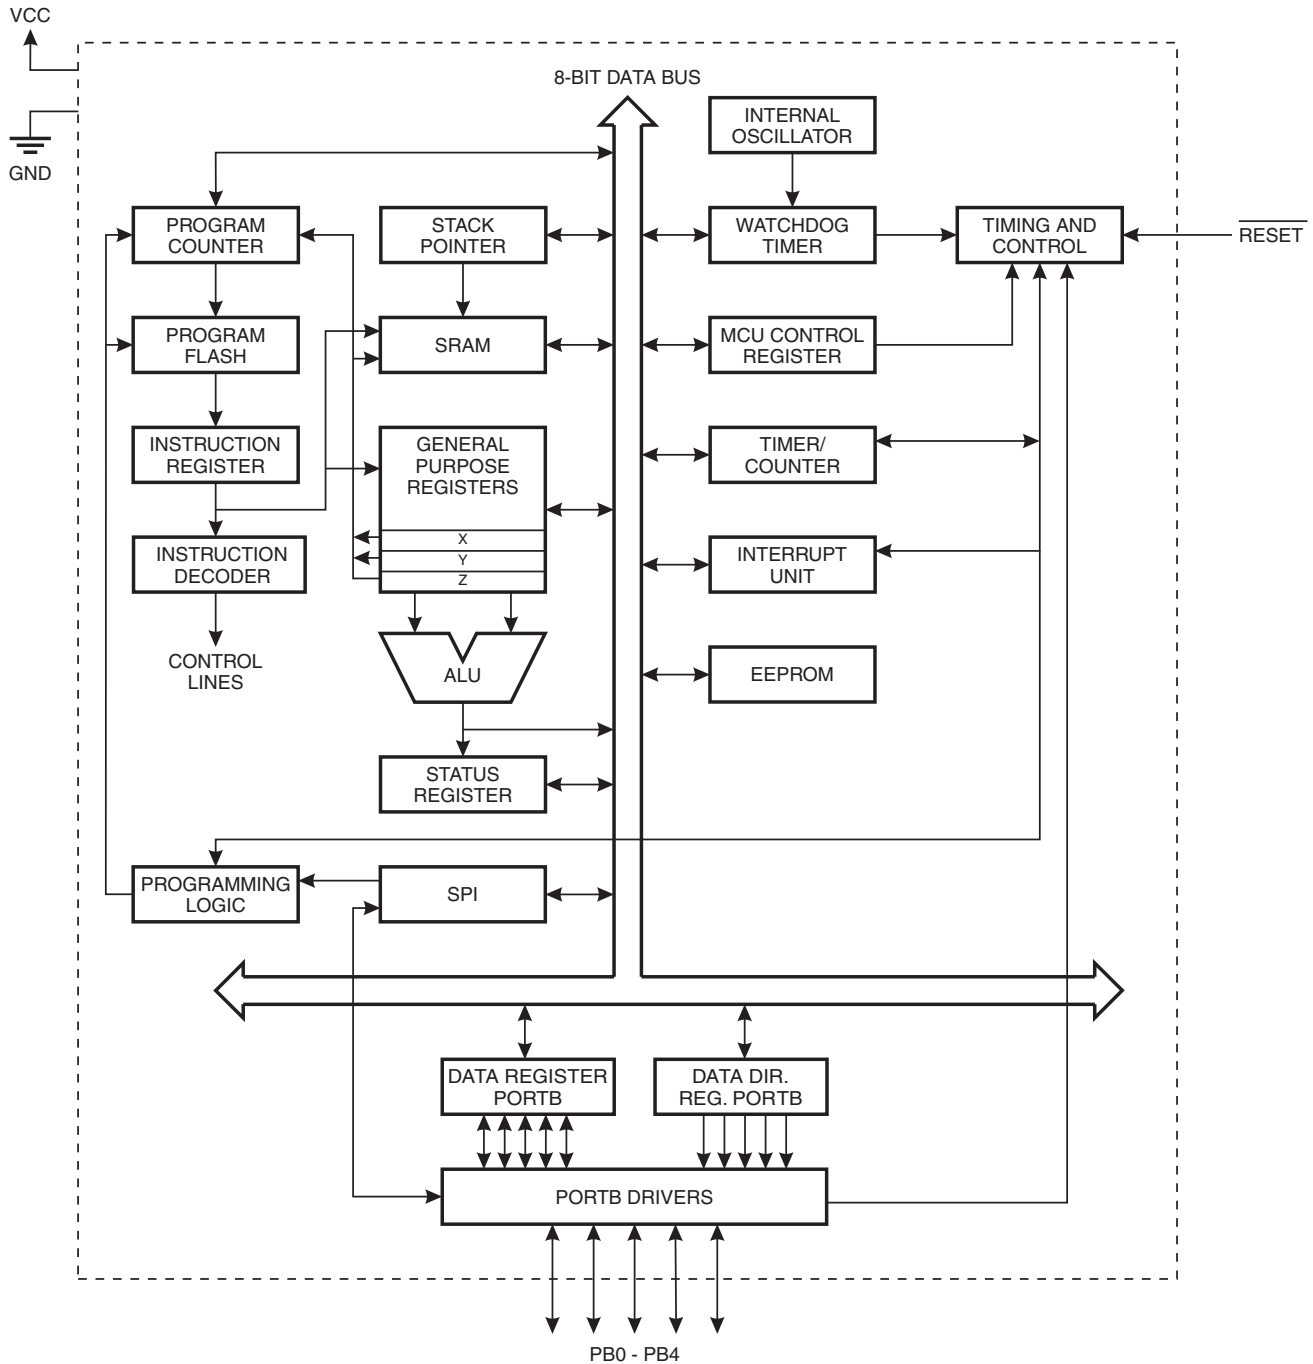 VCC
8-BIT DATA BUS
INTERNAL
OSCILLATOR
GND
PROGRAM
COUNTER
STACK
POINTER
WATCHDOG
TIMER
TIMING AND
CONTROL
RESET
PROGRAM
FLASH
SRAM
MCU CONTROL
REGISTER
INSTRUCTION
REGISTER
GENERAL
PURPOSE
REGISTERS
X
Y
Z
TIMER/
COUNTER
INSTRUCTION
DECODER
INTERRUPT
UNIT
CONTROL
LINES
ALU
EEPROM
STATUS
REGISTER
PROGRAMMING
LOGIC
SPI
DATA REGISTER
PORTB
DATA DIR.
REG. PORTB
PORTB DRIVERS
PB0 - PB4